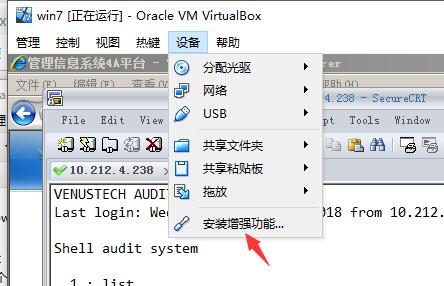 win7 [正在运行] - Oracle VM VirtualBox
管理 控制 视图 热键 设备 帮助
管理信息系统4A平台 - rer
文件(F) 编辑(E) 查看(V) 帮助(H)
分配光驱
网络
USB
共享文件夹
共享粘贴板
拖放
安装增强功能...
4.238 - SecureCRT
File Edit View pt Tools Window
10.212.4.238
VENUSTECH AUDIT
Last login: We 018 from 10.212.
Shell audit system
1 : list